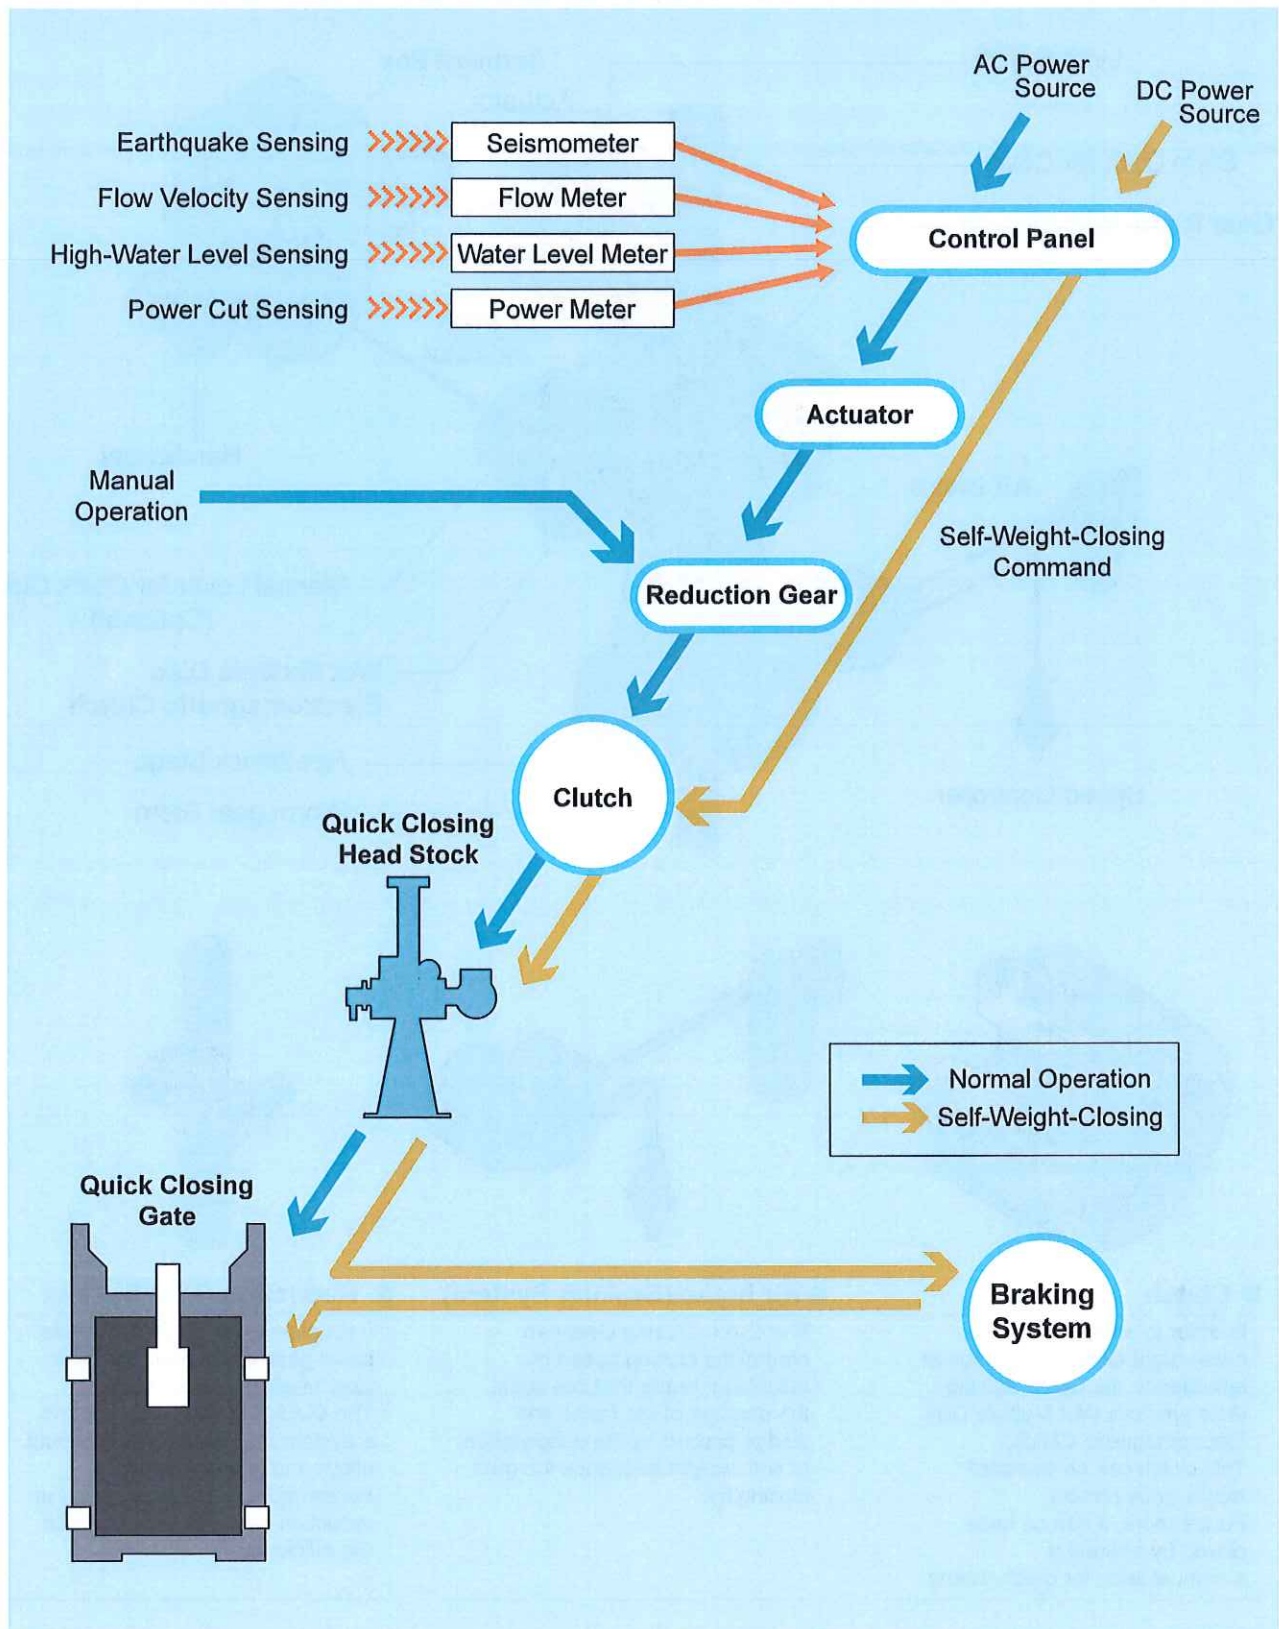 AC Power
Source
DC Power
Source
Earthquake Sensing
Seismometer
Flow Velocity Sensing
Flow Meter
High-Water Level Sensing
Water Level Meter
Power Cut Sensing
Power Meter
Control Panel
Actuator
Manual
Operation
Self-Weight-Closing
Command
Reduction Gear
Clutch
Quick Closing
Head Stock
Normal Operation
Self-Weight-Closing
Quick Closing
Gate
Braking
System